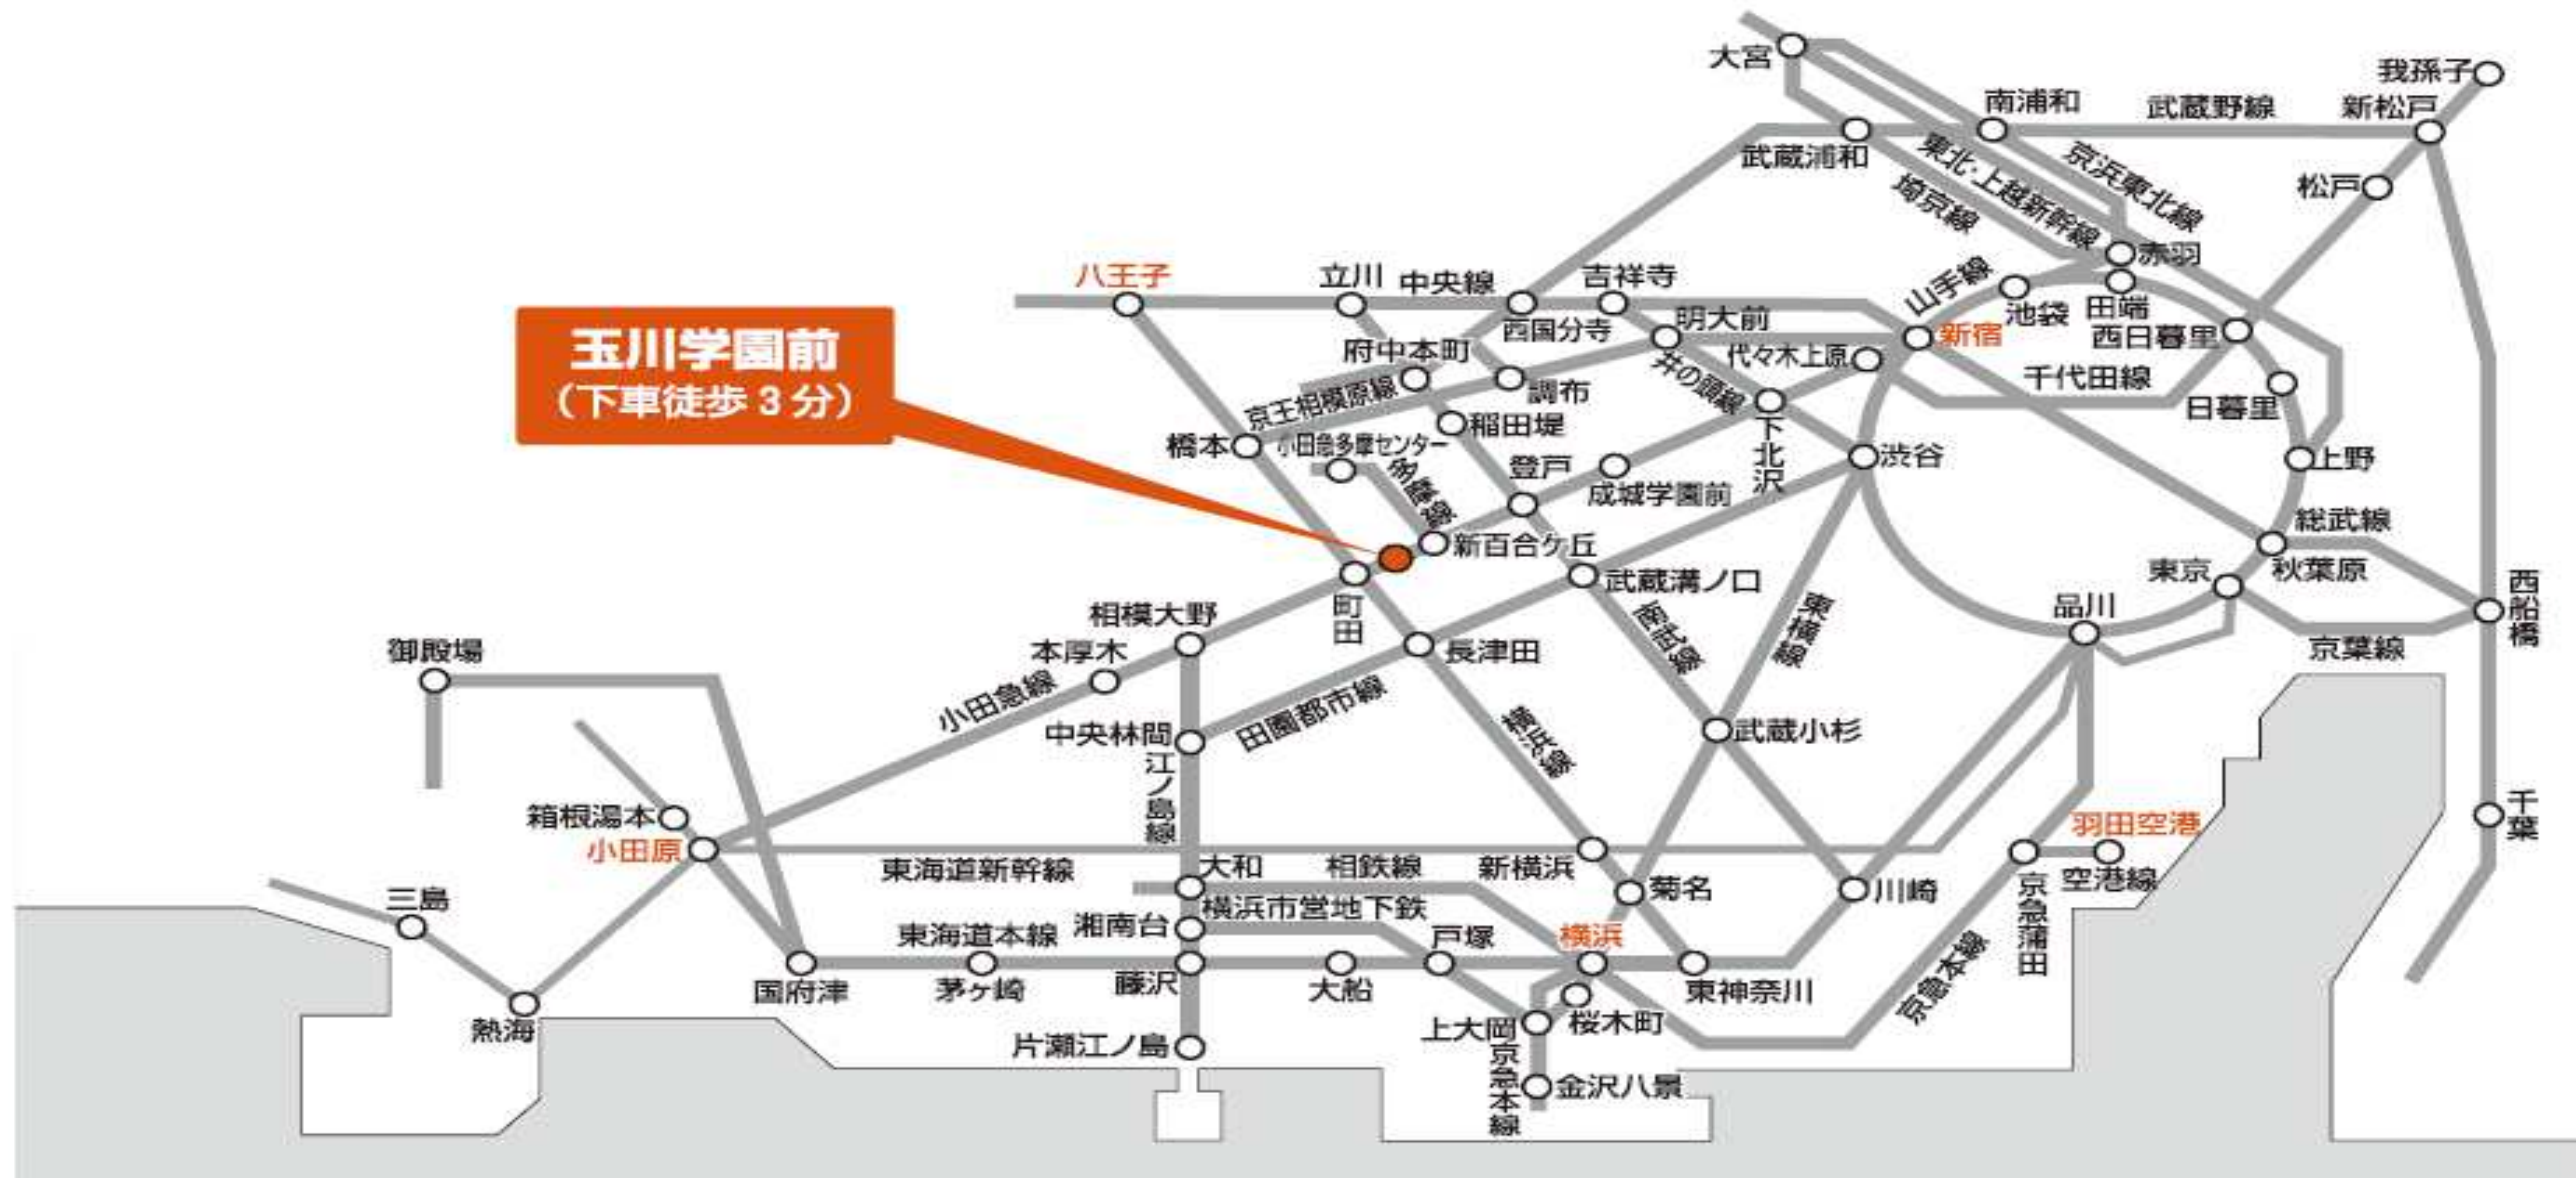 大宮
我孫子
南浦和
武蔵野線
新松戸
武蔵浦和
東北・上越新幹線
京浜東北線
埼京線
松戸
赤羽
山手線
池袋
田端
八王子
立川
中央線
吉祥寺
西国分寺
明大前
新宿
西日暮里
玉川学園前
(下車徒歩3分)
府中本町
代々木上原
千代田線
調布
井の頭線
日暮里
京王相模原線
稲田堤
下北沢
橋本
小田急多摩センター
多摩線
登戸
成城学園前
渋谷
上野
新百合ケ丘
総武線
秋葉原
東京
町田
武蔵溝ノ口
西船橋
品川
京葉線
相模大野
南武線
東横線
御殿場
本厚木
長津田
小田急線
中央林間
田園都市線
横浜線
武蔵小杉
江ノ島線
箱根湯本
小田原
羽田空港
千葉
東海道新幹線
大和
相鉄線
新横浜
菊名
川崎
空港線
京急蒲田
三島
横浜市営地下鉄
湘南台
東海道本線
戸塚
横浜
国府津
茅ヶ崎
藤沢
大船
東神奈川
京急本線
熱海
上大岡
桜木町
片瀬江ノ島
京急本線
金沢八景